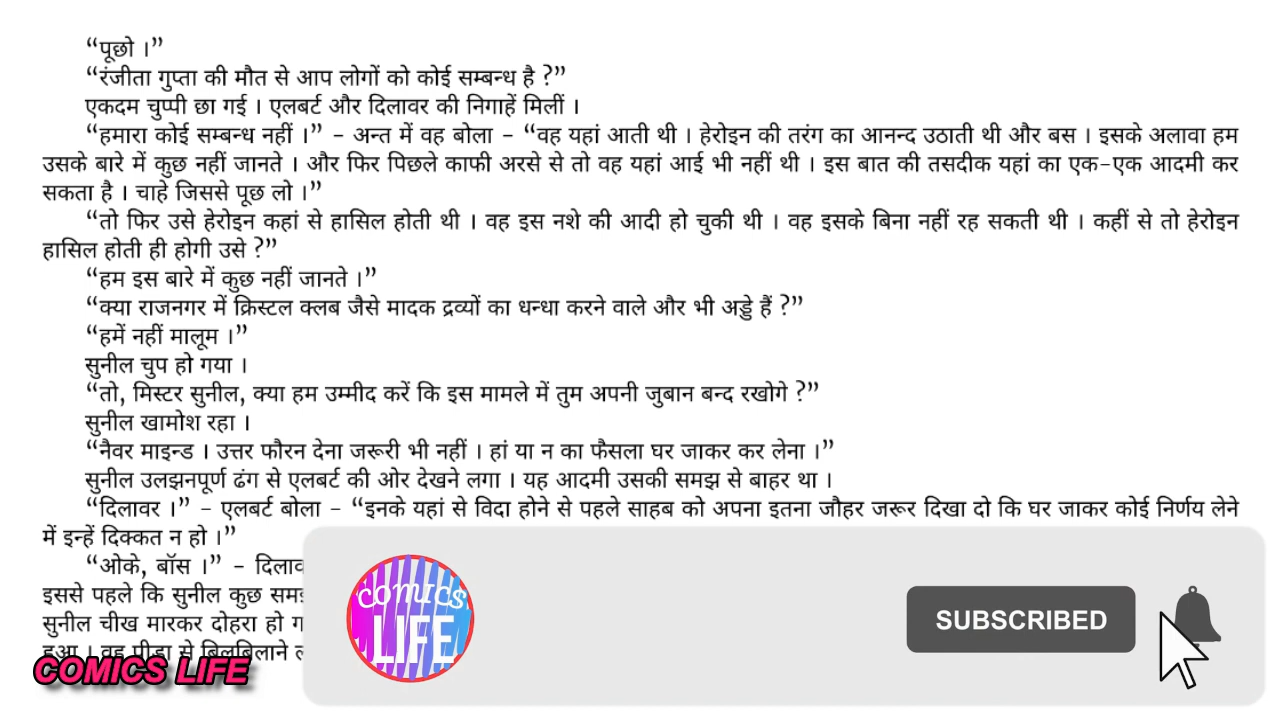 “पूछो ।”
“रंजीता गुप्ता की मौत से आप लोगों को कोई सम्बन्ध है ?”
एकदम चुप्पी छा गई । एलबर्ट और दिलावर की निगाहें मिलीं ।
“हमारा कोई सम्बन्ध नहीं ।” - अन्त में वह बोला - “वह यहां आती थी । हेरोइन की तरंग का आनन्द उठाती थी और बस । इसके अलावा हम
उसके बारे में कुछ नहीं जानते । और फिर पिछले काफी अरसे से तो वह यहां आई भी नहीं थी । इस बात की तसदीक यहां का एक-एक आदमी कर
सकता है । चाहे जिससे पूछ लो ।”
“तो फिर उसे हेरोइन कहां से हासिल होती थी । वह इस नशे की आदी हो चुकी थी । वह इसके बिना नहीं रह सकती थी । कहीं से तो हेरोइन
हासिल होती ही होगी उसे ?”
“हम इस बारे में कुछ नहीं जानते ।”
“क्या राजनगर में क्रिस्टल क्लब जैसे मादक द्रव्यों का धन्धा करने वाले और भी अड्डे हैं ?”
“हमें नहीं मालूम ।”
सुनील चुप हो गया ।
“तो, मिस्टर सुनील, क्या हम उम्मीद करें कि इस मामले में तुम अपनी जुबान बन्द रखोगे ?”
सुनील खामोश रहा ।
“नैवर माइन्ड । उत्तर फौरन देना जरूरी भी नहीं । हां या न का फैसला घर जाकर कर लेना ।”
सुनील उलझनपूर्ण ढंग से एलबर्ट की ओर देखने लगा । यह आदमी उसकी समझ से बाहर था ।
“दिलावर ।” - एलबर्ट बोला - “इनके यहां से विदा होने से पहले साहब को अपना इतना जौहर जरूर दिखा दो कि घर जाकर कोई निर्णय लेने
में इन्हें दिक्कत न हो ।”
“ओके, बॉस ।” - दिलाव
इससे पहले कि सुनील कुछ सम
सुनील चीख मारकर दोहरा हो ग
हुआ । वह पीड़ा से बिलबिलाने ल
COMICS LIFE
comics
LIFE
SUBSCRIBED